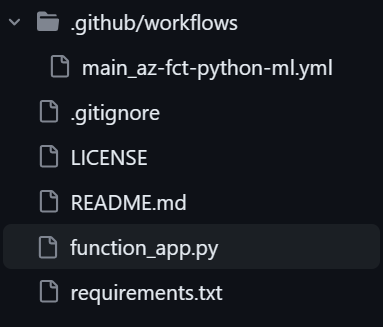 .github/workflows
main_az-fct-python-ml.yml
.gitignore
LICENSE
README.md
function_app.py
requirements.txt